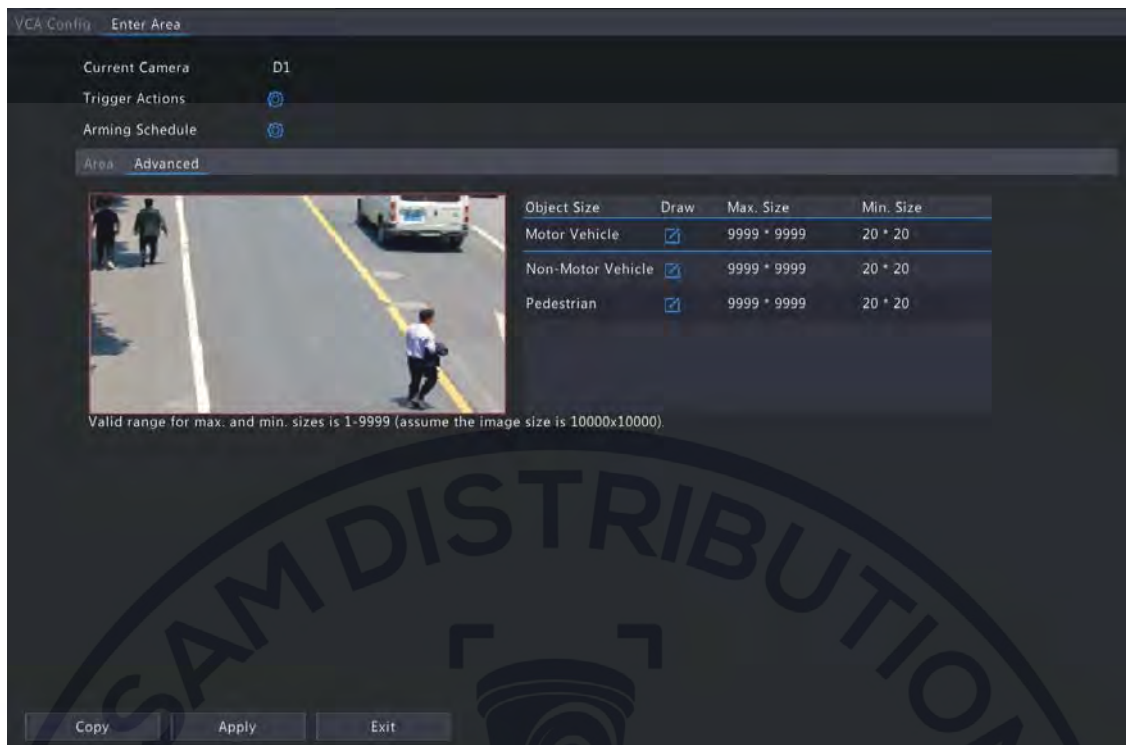 VCA Config Enter Area
Current Camera D1
Trigger Actions
Arming Schedule
Area Advanced
Object Size Draw Max. Size Min. Size
Motor Vehicle 9999 * 9999 20 * 20
Non-Motor Vehicle 9999 * 9999 20 * 20
Pedestrian 9999 * 9999 20 * 20
Valid range for max. and min. sizes is 1-9999 (assume the image size is 10000x10000).
SAM DISTRIBUTION
Copy Apply Exit